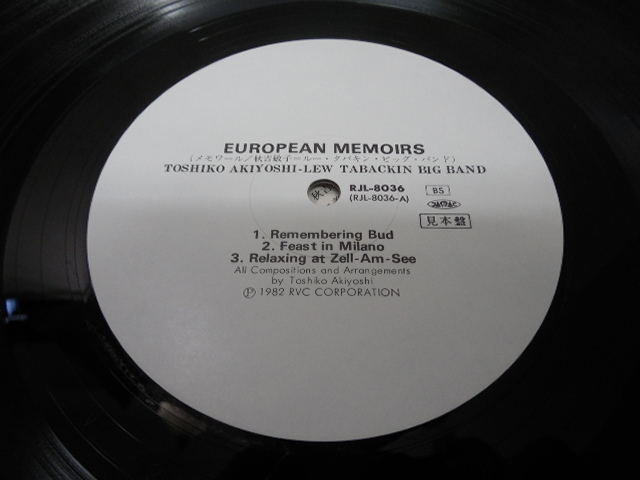 EUROPEAN MEMOIRS
(メモワール/秋吉敏子=ルー・タバキン・ビッグ・バンド)
TOSHIKO AKIYOSHI-LEW TABACKIN BIG BAND
RJL-8036
(RJL-8036-A)
BS
見本盤
1. Remembering Bud
2. Feast in Milano
3. Relaxing at Zell-Am-See
All Compositions and Arrangements
by Toshiko Akiyoshi
Ⓟ 1982 RVC CORPORATION